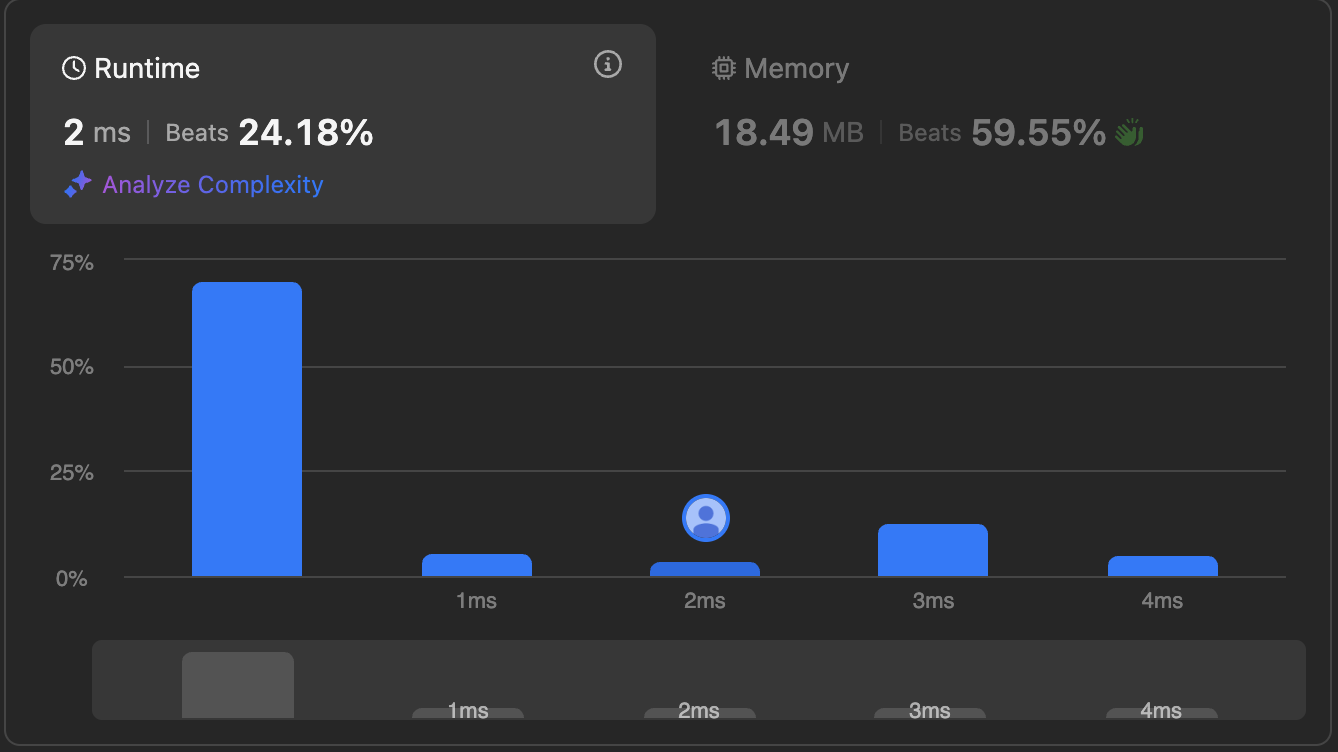 Runtime
2 ms | Beats 24.18%
Analyze Complexity
Memory
18.49 MB | Beats 59.55%
75%
50%
25%
0%
1ms 2ms 3ms 4ms
1ms 2ms 3ms 4ms